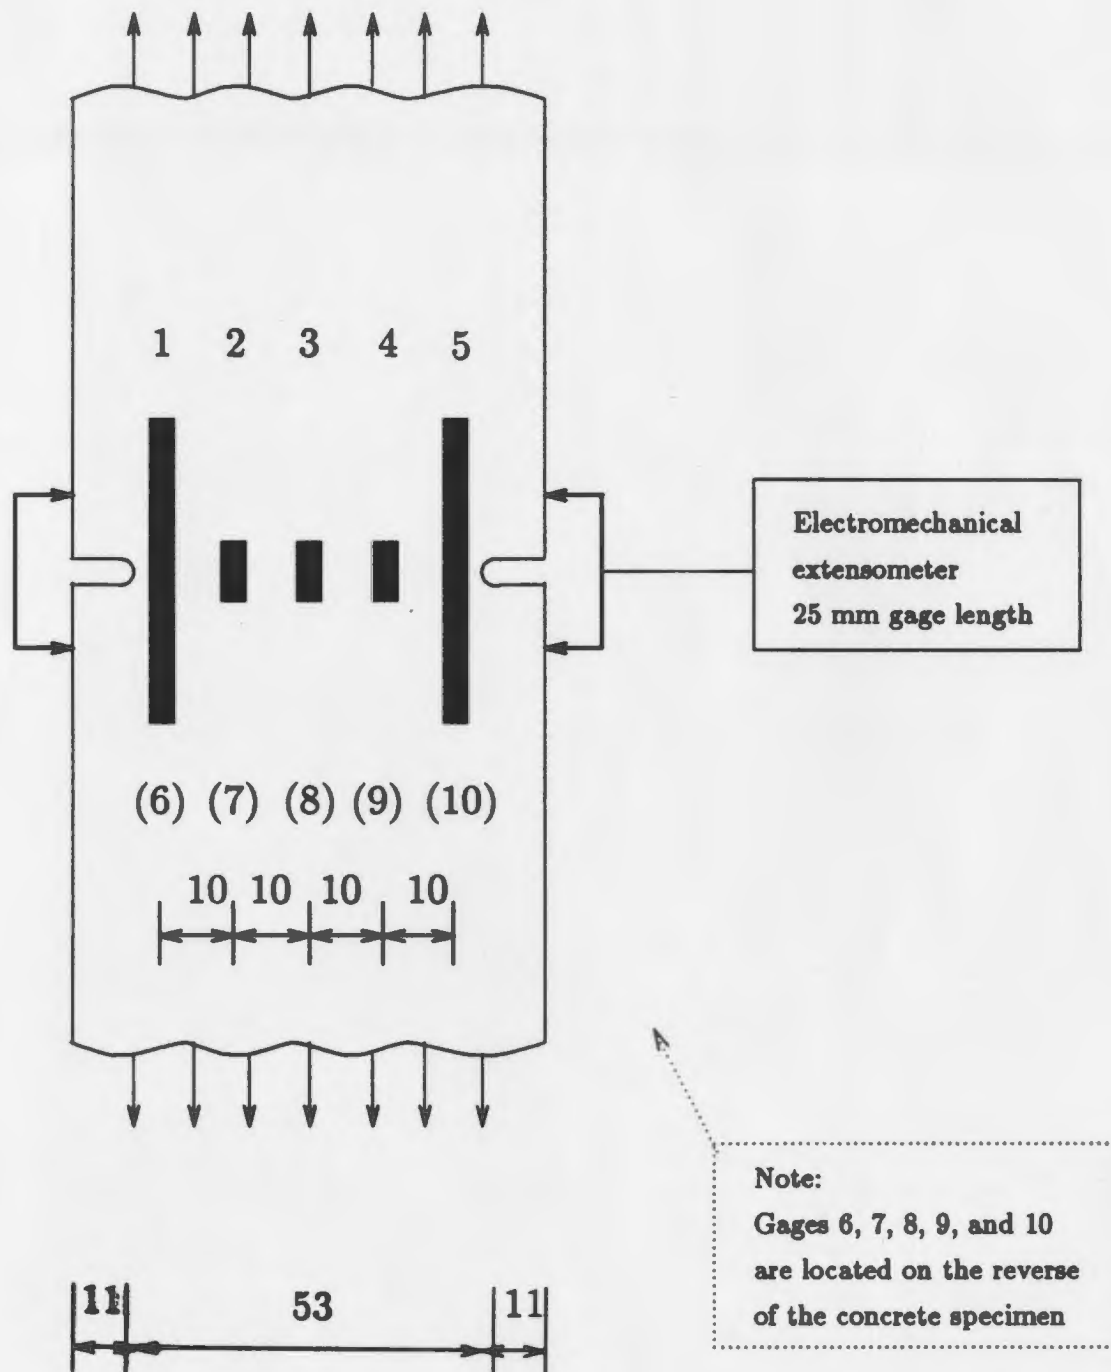 1 2 3 4 5
Electromechanical
extensometer
25 mm gage length
(6) (7) (8) (9) (10)
10 10 10 10
Note:
Gages 6, 7, 8, 9, and 10
are located on the reverse
of the concrete specimen
11 53 11